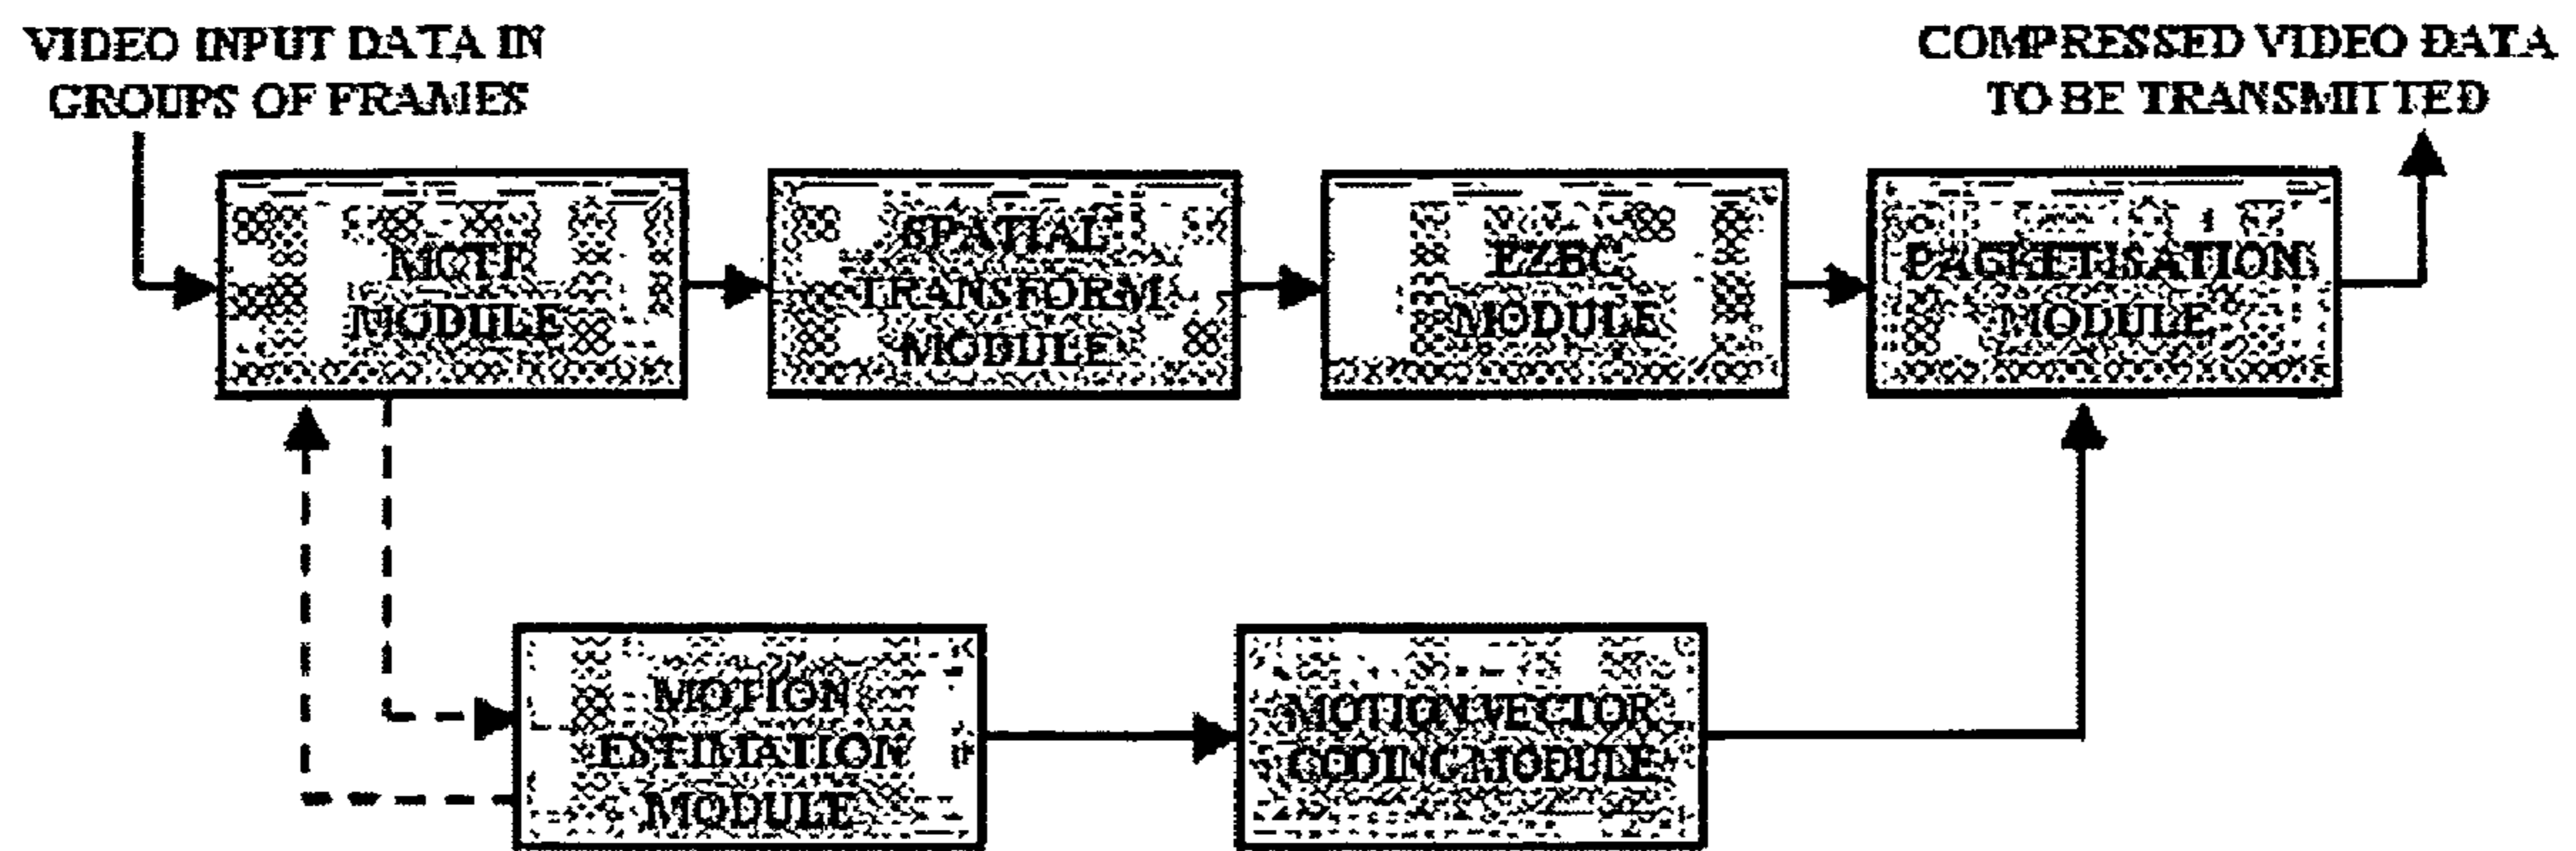 VIDEO INPUT DATA IN
GROUPS OF FRAMES
COMPRESSED VIDEO DATA
TO BE TRANSMITTED
MCTF
MODULE
SPATIAL
TRANSFORM
MODULE
EZBC
MODULE
PACKETISATION
MODULE
MOTION
ESTIMATION
MODULE
MOTION VECTOR
CODING MODULE